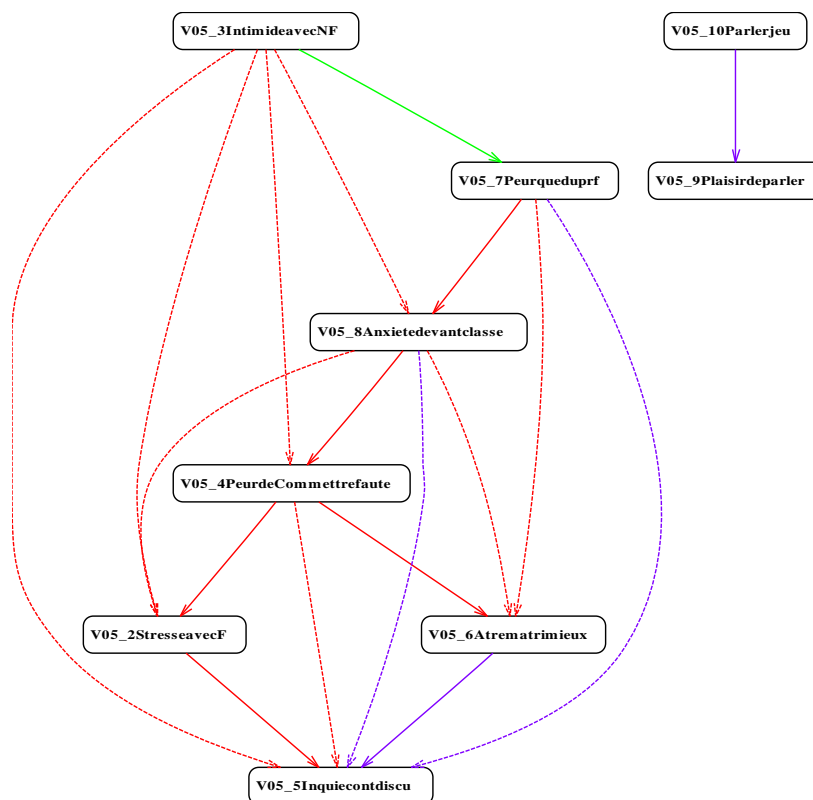 V05_3IntimideavecNF
V05_10Parlerjeu
V05_7Peurqueduprf
V05_9Plaisirdeparler
V05_8Anxietedevantclasse
V05_4PeurdeCommettrefaute
V05_2StresseavecF
V05_6Atrematrimieux
V05_5Inquiecontdiscu